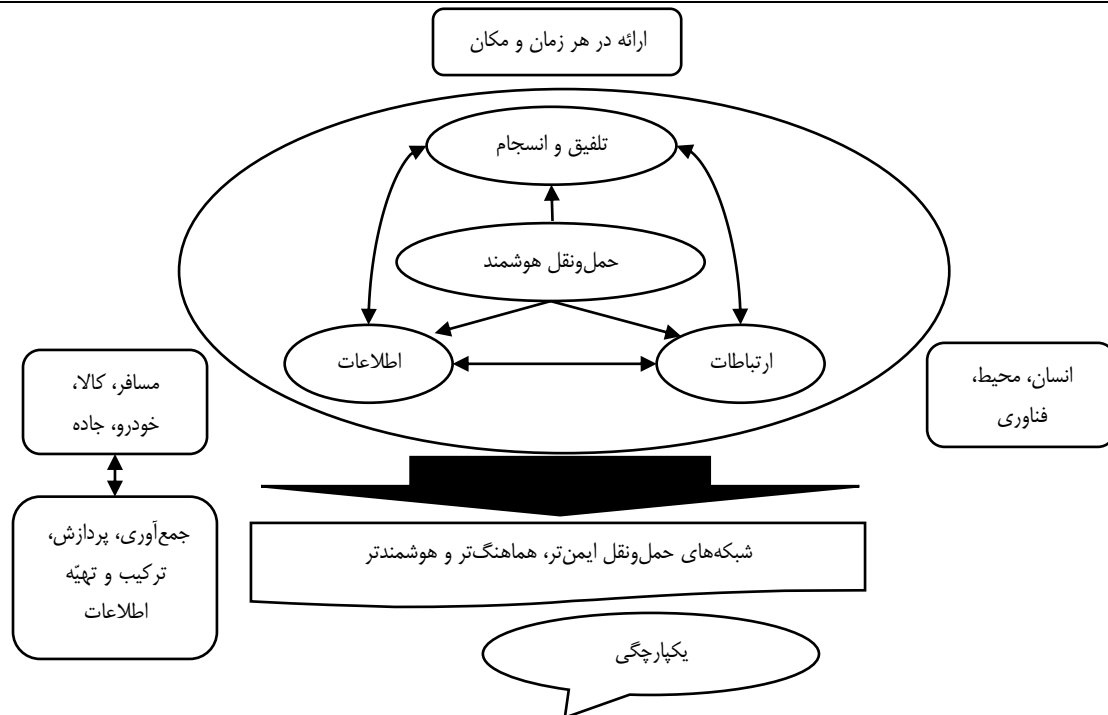 ارائه در هر زمان و مکان
تلفیق و انسجام
حمل‌ونقل هوشمند
ارتباطات
اطلاعات
انسان، محیط،
فناوری
مسافر، کالا،
خودرو، جاده
جمع‌آوری، پردازش،
ترکیب و تهیّه
اطلاعات
شبکه‌های حمل‌ونقل ایمن‌تر، هماهنگ‌تر و هوشمندتر
یکپارچگی